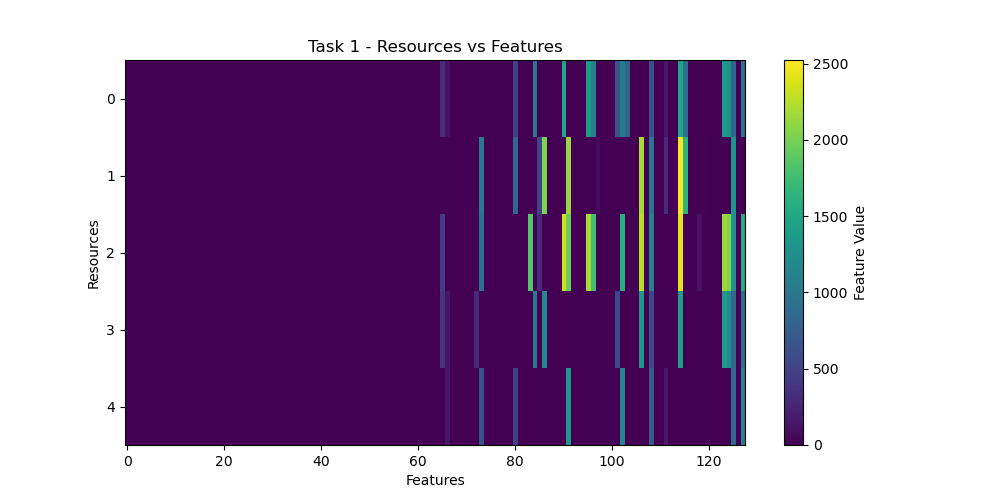 Task 1 - Resources vs Features
Resources
0
1
2
3
4
0 20 40 60 80 100 120
Features
2500
2000
1500
1000
500
0
Feature Value